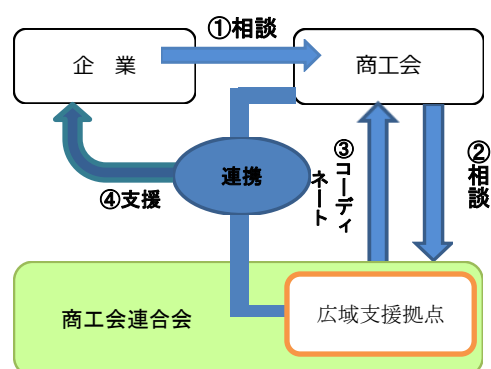 ①相談
企　業
商工会
連携
③コーディネート
②相談
④支援
商工会連合会
広域支援拠点